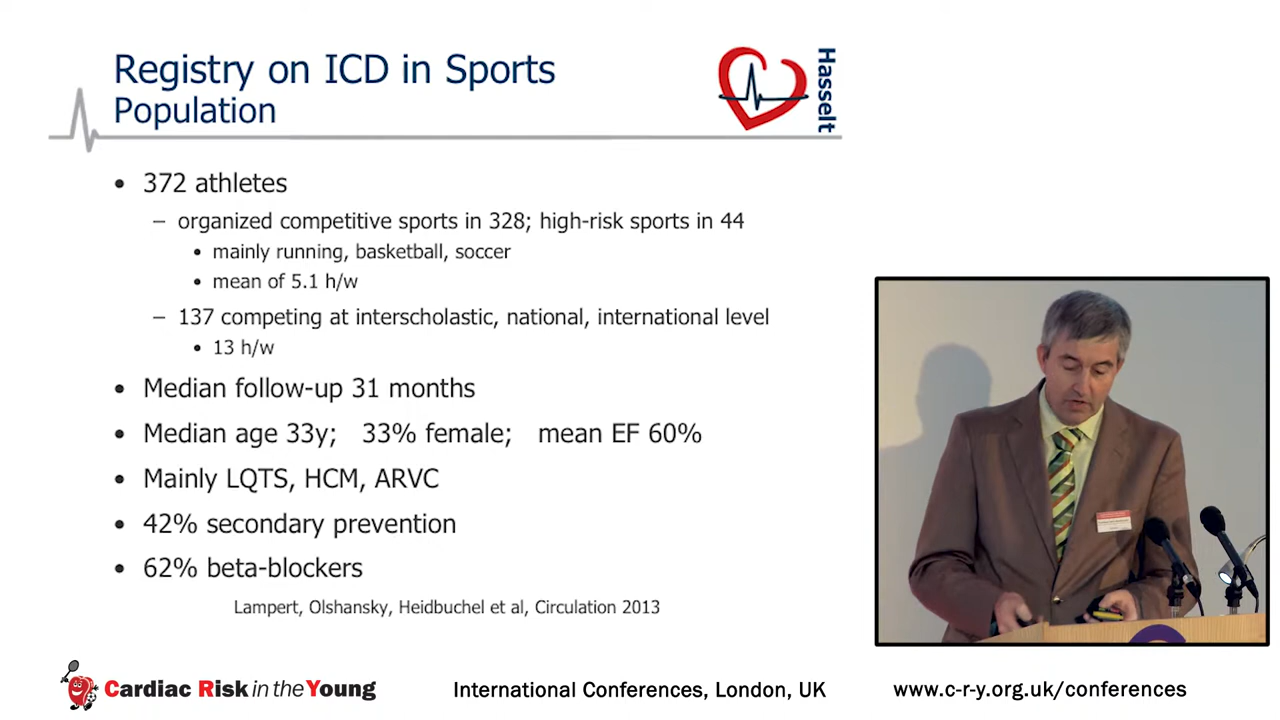 Registry on ICD in Sports
Population
Hasselt
• 372 athletes
– organized competitive sports in 328; high-risk sports in 44
• mainly running, basketball, soccer
• mean of 5.1 h/w
– 137 competing at interscholastic, national, international level
• 13 h/w
• Median follow-up 31 months
• Median age 33y; 33% female; mean EF 60%
• Mainly LQTS, HCM, ARVC
• 42% secondary prevention
• 62% beta-blockers
Lampert, Olshansky, Heidbuchel et al, Circulation 2013
Cardiac Risk in the Young
International Conferences, London, UK
www.c-r-y.org.uk/conferences